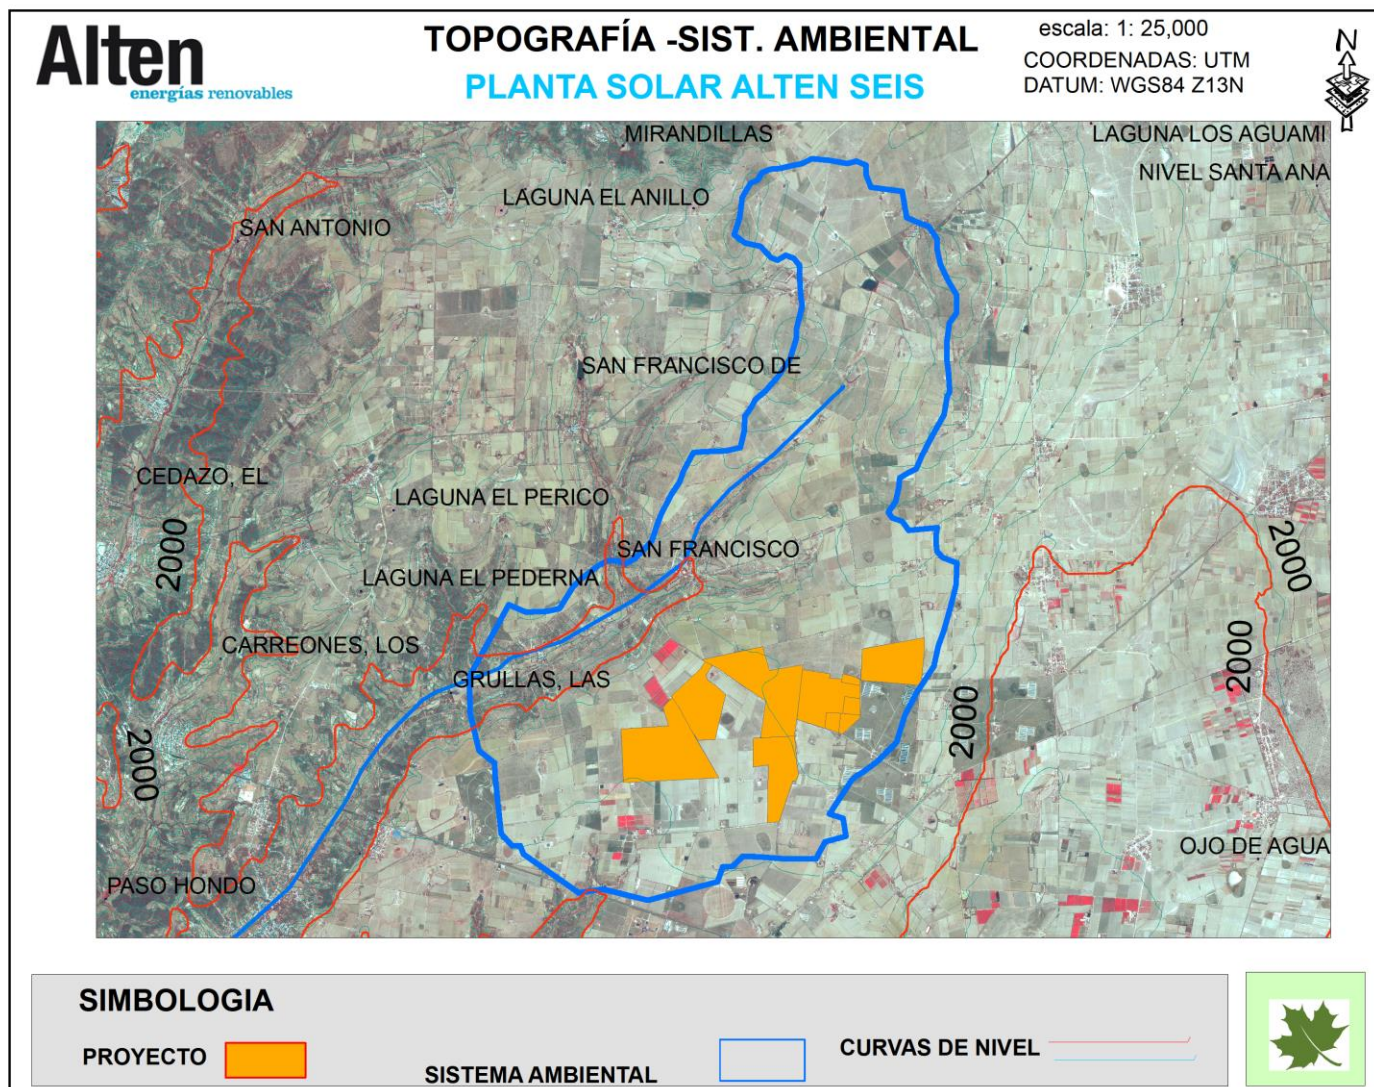 Alten
energías renovables
TOPOGRAFÍA -SIST. AMBIENTAL
PLANTA SOLAR ALTEN SEIS
escala: 1: 25,000
COORDENADAS: UTM
DATUM: WGS84 Z13N
N
MIRANDILLAS
LAGUNA LOS AGUAMI
NIVEL SANTA ANA
LAGUNA EL ANILLO
SAN ANTONIO
SAN FRANCISCO DE
CEDAZO, EL
LAGUNA EL PERICO
2000
SAN FRANCISCO
2000
LAGUNA EL PEDERNA
CARREONES, LOS
2000
GRULLAS, LAS
2000
2000
OJO DE AGUA
PASO HONDO
SIMBOLOGIA
PROYECTO
SISTEMA AMBIENTAL
CURVAS DE NIVEL